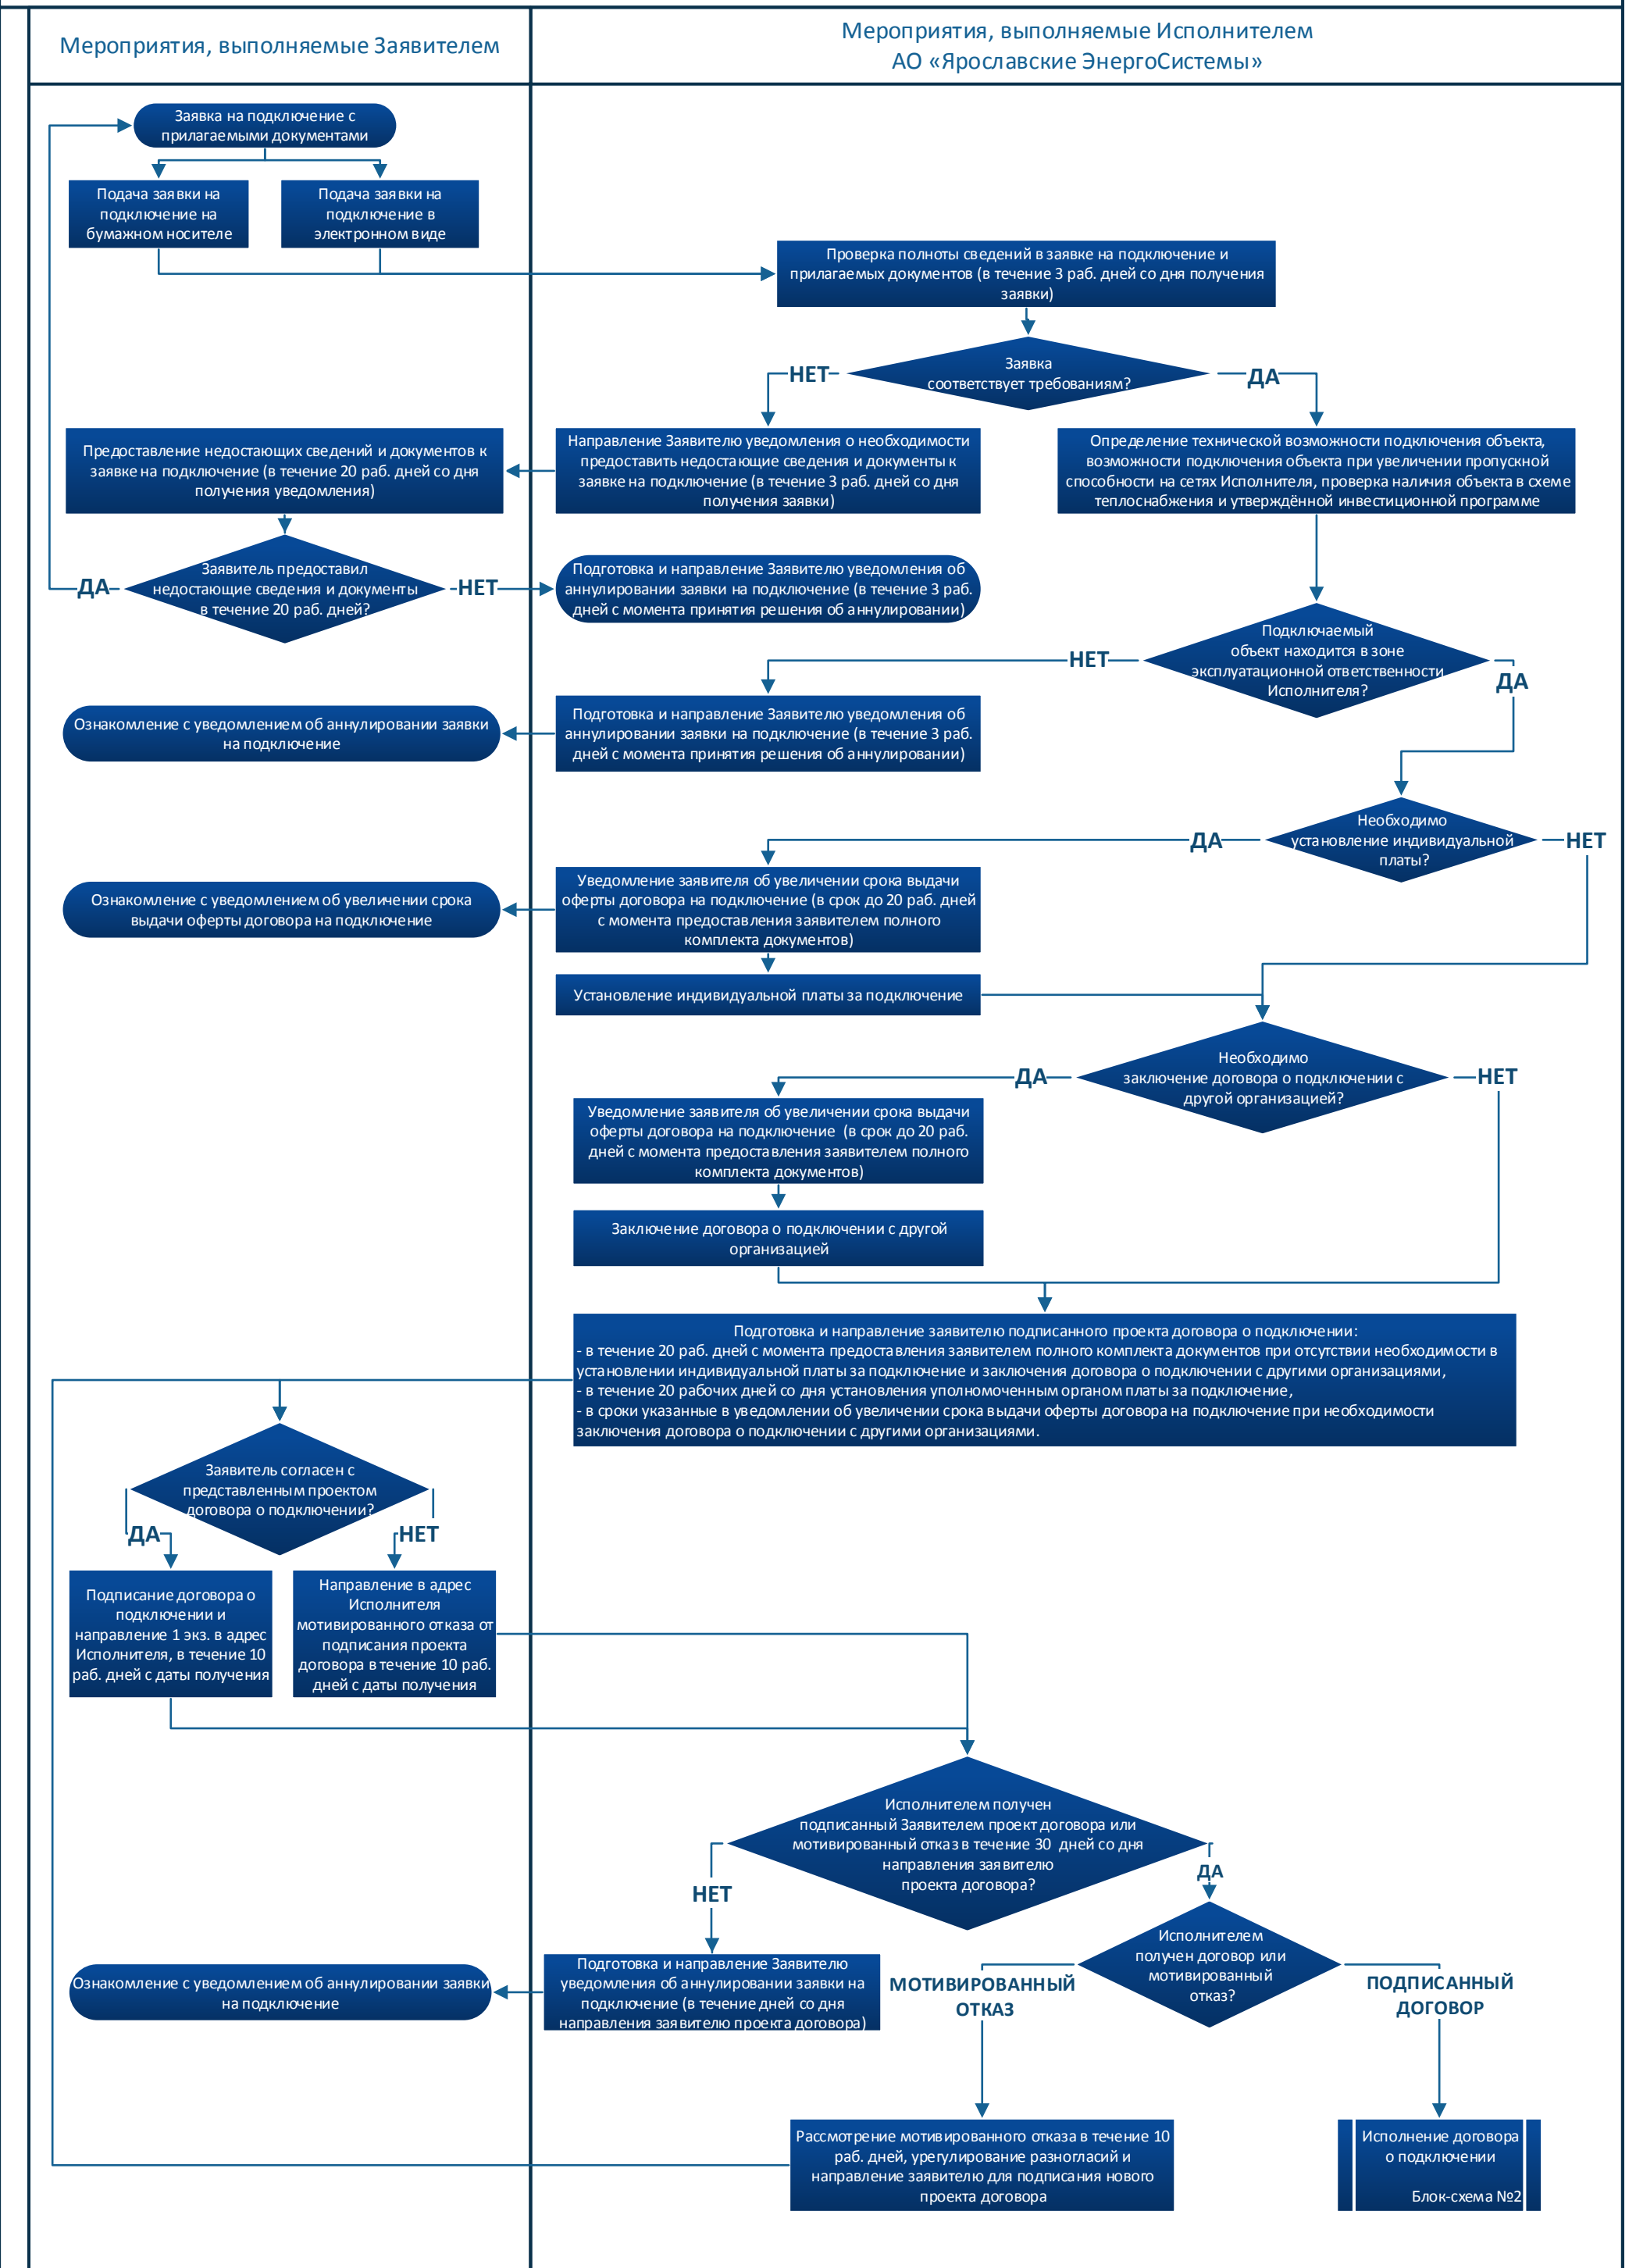 Мероприятия, выполняемые Заявителем
Мероприятия, выполняемые Исполнителем
АО «Ярославские ЭнергоСистемы»
Заявка на подключение с
прилагаемыми документами
Подача заявки на
подключение на
бумажном носителе
Подача заявки на
подключение в
электронном виде
Проверка полноты сведений в заявке на подключение и
прилагаемых документов (в течение 3 раб. дней со дня получения
заявки)
Заявка
соответствует требованиям?
НЕТ
ДА
Предоставление недостающих сведений и документов к
заявке на подключение (в течение 20 раб. дней со дня
получения уведомления)
Направление Заявителю уведомления о необходимости
предоставить недостающие сведения и документы к
заявке на подключение (в течение 3 раб. дней со дня
получения заявки)
Определение технической возможности подключения объекта,
возможности подключения объекта при увеличении пропускной
способности на сетях Исполнителя, проверка наличия объекта в схеме
теплоснабжения и утверждённой инвестиционной программе
Заявитель предоставил
недостающие сведения и документы
в течение 20 раб. дней?
ДА
НЕТ
Подготовка и направление Заявителю уведомления об
аннулировании заявки на подключение (в течение 3 раб.
дней с момента принятия решения об аннулировании)
Подключаемый
объект находится в зоне
эксплуатационной ответственности
Исполнителя?
НЕТ
ДА
Ознакомление с уведомлением об аннулировании заявки
на подключение
Подготовка и направление Заявителю уведомления об
аннулировании заявки на подключение (в течение 3 раб.
дней с момента принятия решения об аннулировании)
Необходимо
установление индивидуальной
платы?
ДА
НЕТ
Ознакомление с уведомлением об увеличении срока
выдачи оферты договора на подключение
Уведомление заявителя об увеличении срока выдачи
оферты договора на подключение (в срок до 20 раб. дней
с момента предоставления заявителем полного
комплекта документов)
Установление индивидуальной платы за подключение
Необходимо
заключение договора о подключении с
другой организацией?
ДА
НЕТ
Уведомление заявителя об увеличении срока выдачи
оферты договора на подключение (в срок до 20 раб.
дней с момента предоставления заявителем полного
комплекта документов)
Заключение договора о подключении с другой
организацией
Подготовка и направление заявителю подписанного проекта договора о подключении:
- в течение 20 раб. дней с момента предоставления заявителем полного комплекта документов при отсутствии необходимости в
установлении индивидуальной платы за подключение и заключения договора о подключении с другими организациями,
- в течение 20 рабочих дней со дня установления уполномоченным органом платы за подключение,
- в сроки указанные в уведомлении об увеличении срока выдачи оферты договора на подключение при необходимости
заключения договора о подключении с другими организациями.
Заявитель согласен с
представленным проектом
договора о подключении?
ДА
НЕТ
Подписание договора о
подключении и
направление 1 экз. в адрес
Исполнителя, в течение 10
раб. дней с даты получения
Направление в адрес
Исполнителя
мотивированного отказа от
подписания проекта
договора в течение 10 раб.
дней с даты получения
Исполнителем получен
подписанный Заявителем проект договора или
мотивированный отказ в течение 30 дней со дня
направления заявителю
проекта договора?
НЕТ
ДА
Исполнителем
получен договор или
мотивированный
отказ?
МОТИВИРОВАННЫЙ
ОТКАЗ
ПОДПИСАННЫЙ
ДОГОВОР
Ознакомление с уведомлением об аннулировании заявки
на подключение
Подготовка и направление Заявителю
уведомления об аннулировании заявки на
подключение (в течение дней со дня
направления заявителю проекта договора)
Рассмотрение мотивированного отказа в течение 10
раб. дней, урегулирование разногласий и
направление заявителю для подписания нового
проекта договора
Исполнение договора
о подключении
Блок-схема №2